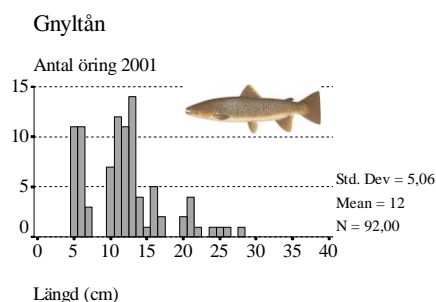 Gnyltån
Antal öring 2001
15
10
5
0
0 5 10 15 20 25 30 35 40
Std. Dev = 5,06
Mean = 12
N = 92,00
Längd (cm)